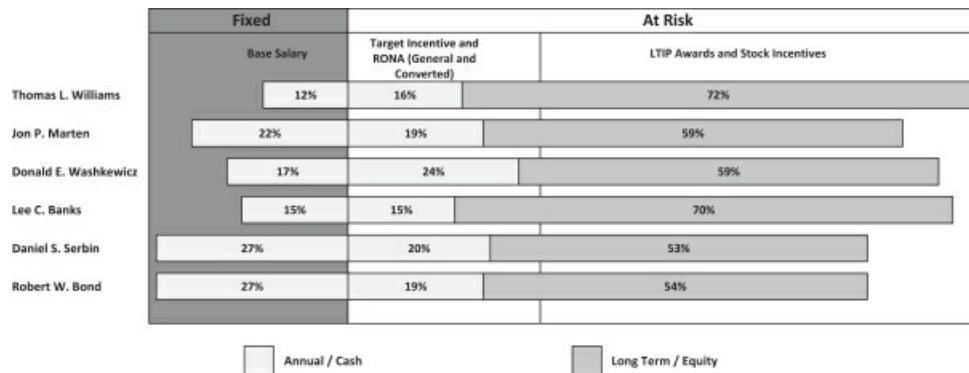 Fixed At Risk
Base Salary Target Incentive and RONA (General and Converted) LTIP Awards and Stock Incentives
Thomas L. Williams 12% 16% 72%
Jon P. Marten 22% 19% 59%
Donald E. Washkewicz 17% 24% 59%
Lee C. Banks 15% 15% 70%
Daniel S. Serbin 27% 20% 53%
Robert W. Bond 27% 19% 54%
Annual / Cash Long Term / Equity